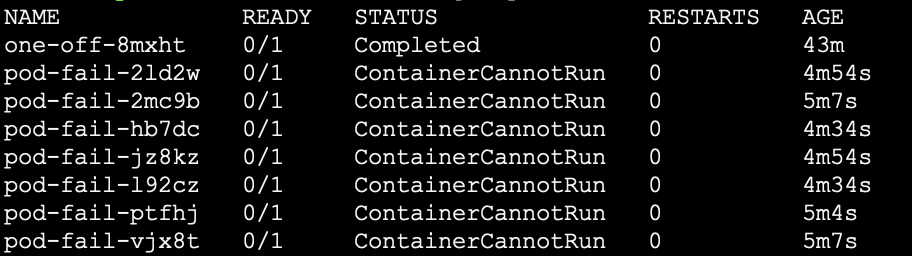 NAME READY STATUS RESTARTS AGE
one-off-8mxht 0/1 Completed 0 43m
pod-fail-2ld2w 0/1 ContainerCannotRun 0 4m54s
pod-fail-2mc9b 0/1 ContainerCannotRun 0 5m7s
pod-fail-hb7dc 0/1 ContainerCannotRun 0 4m34s
pod-fail-jz8kz 0/1 ContainerCannotRun 0 4m54s
pod-fail-l92cz 0/1 ContainerCannotRun 0 4m34s
pod-fail-ptfhj 0/1 ContainerCannotRun 0 5m4s
pod-fail-vjx8t 0/1 ContainerCannotRun 0 5m7s